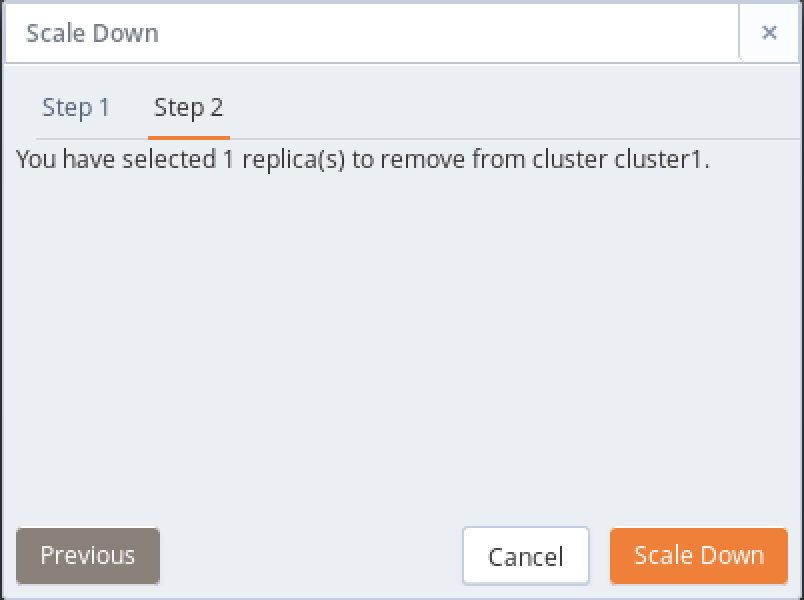 Scale Down ×
Step 1 Step 2
You have selected 1 replica(s) to remove from cluster cluster1.
Previous Cancel Scale Down